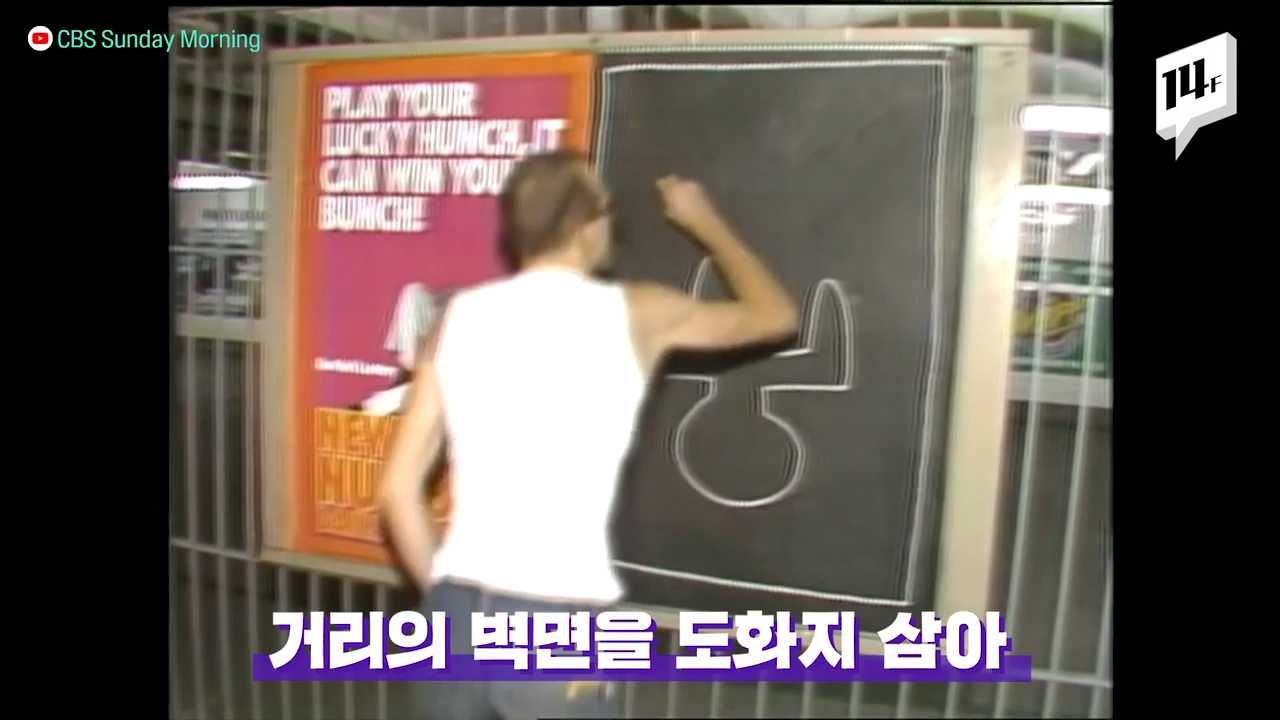 CBS Sunday Morning
14F
PLAY YOUR
LUCKY HUNCH. IT
CAN WIN YOU
BUNCH!
HEY
거리의 벽면을 도화지 삼아